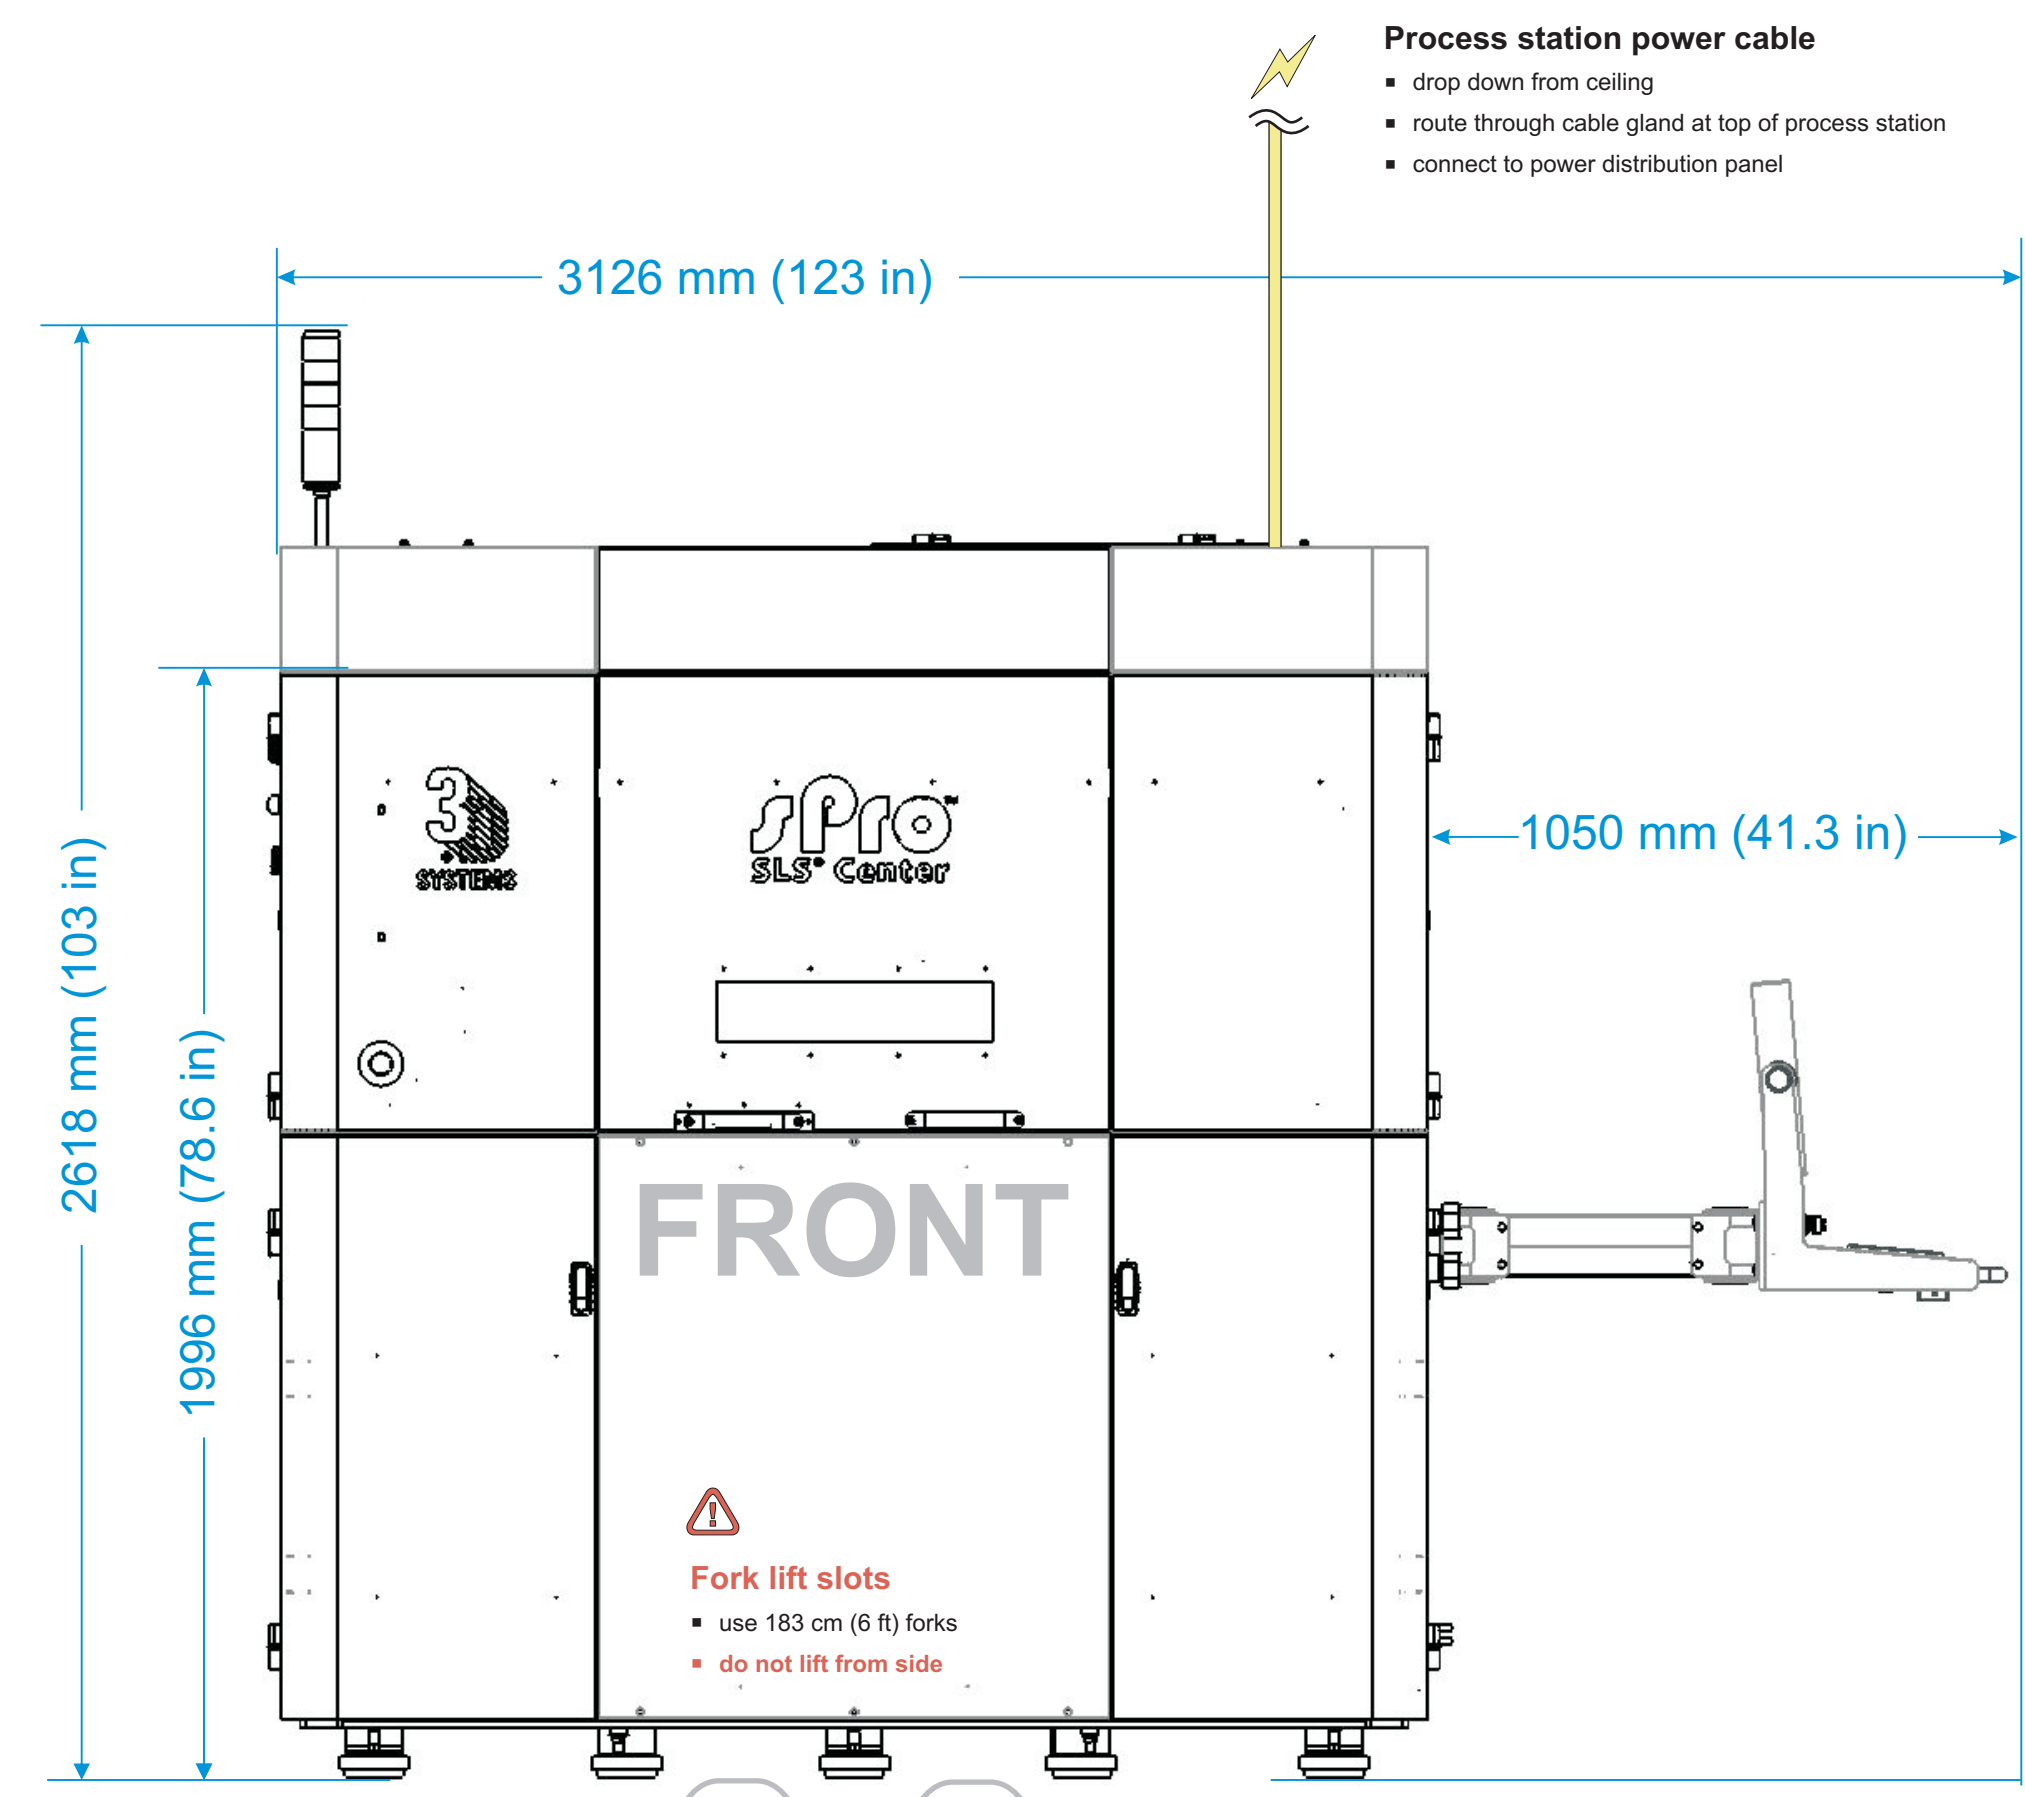 Process station power cable
▪ drop down from ceiling
▪ route through cable gland at top of process station
▪ connect to power distribution panel
3126 mm (123 in)
2618 mm (103 in)
1996 mm (78.6 in)
1050 mm (41.3 in)
3D
SYSTEMS
sPro™
SLS® Center
FRONT
Fork lift slots
▪ use 183 cm (6 ft) forks
▪ do not lift from side